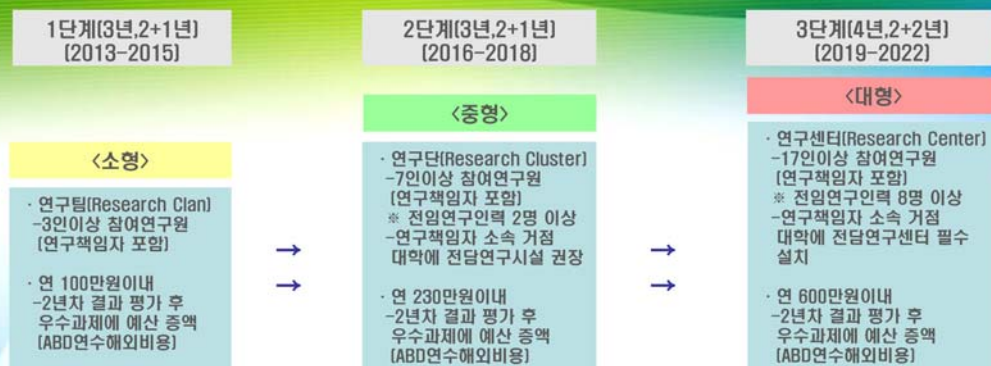 1단계(3년,2+1년)
(2013-2015)
<소형>
· 연구팀(Research Clan)
-3인이상 참여연구원
(연구책임자 포함)
· 연 100만원이내
-2년차 결과 평가 후
우수과제에 예산 증액
(ABD연수해외비용)
→
→
2단계(3년,2+1년)
(2016-2018)
<중형>
· 연구단(Research Cluster)
-7인이상 참여연구원
(연구책임자 포함)
※ 전임연구인력 2명 이상
-연구책임자 소속 거점
대학에 전담연구시설 권장
· 연 230만원이내
-2년차 결과 평가 후
우수과제에 예산 증액
(ABD연수해외비용)
→
→
3단계(4년,2+2년)
(2019-2022)
<대형>
· 연구센터(Research Center)
-17인이상 참여연구원
(연구책임자 포함)
※ 전임연구인력 8명 이상
-연구책임자 소속 거점
대학에 전담연구센터 필수
설치
· 연 600만원이내
-2년차 결과 평가 후
우수과제에 예산 증액
(ABD연수해외비용)